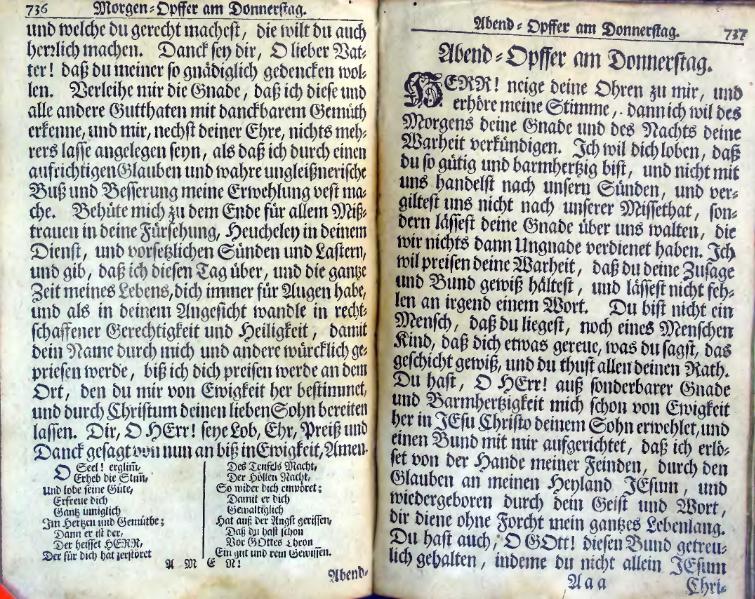 736 Morgen-Opffer am Donnerstag.
und welche du gerecht machest, die wilt du auch
herrlich machen. Danck sey dir, O lieber Vat-
ter! daß du meiner so gnädiglich gedencken wol-
len. Verleihe mir die Gnade, daß ich diese und
alle andere Gutthaten mit danckbarem Gemüth
erkenne, und mir, nechst deiner Ehre, nichts meh-
rers lasse angelegen seyn, als daß ich durch einen
aufrichtigen Glauben und wahre ungleißnerische
Buß und Besserung meine Erwehlung vest ma-
che. Behüte mich zu dem Ende für allem Miß-
trauen in deine Fürsehung, Heucheley in deinem
Dienst, und vorsetzlichen Sünden und Lastern,
und gib, daß ich diesen Tag über, und die gantze
Zeit meines Lebens, dich immer für Augen habe,
und als in deinem Angesicht wandle in recht-
schaffener Gerechtigkeit und Heiligkeit, damit
dein Name durch mich und andere würcklich ge-
priesen werde, biß ich dich preisen werde an dem
Ort, den du mir von Ewigkeit her bestimmet,
und durch Christum deinen lieben Sohn bereiten
lassen. Dir, O HErr! seye Lob, Ehr, Preiß und
Danck gesagt von nun an biß in Ewigkeit, Amen.
O Seel! erglim,
Erheb die Stim,
Und lobe seine Güte,
Erfreue dich
Gantz inniglich
Im Hertzen und Gemüthe;
Dann er ist der,
Der heisset HERR,
Der für dich hat zerstöret
Des Teufels Macht,
Der Höllen Nacht,
So wider dich empöret;
Damit er dich
Gewaltiglich
Hat auß der Angst gerissen,
Daß du hast schon
Vor GOttes Thron
Ein gut und rein Gewissen.
A M E N!
Abend-
Abend-Opffer am Donnerstag. 737
Abend-Opffer am Donnerstag.
HERR! neige deine Ohren zu mir, und
erhöre meine Stimme, dann ich wil des
Morgens deine Gnade und des Nachts deine
Warheit verkündigen. Ich wil dich loben, daß
du so gütig und barmhertzig bist, und nicht mit
uns handelst nach unsern Sünden, und ver-
giltest uns nicht nach unserer Missethat, son-
dern lässest deine Gnade über uns walten, die
wir nichts dann Ungnade verdienet haben. Ich
wil preisen deine Warheit, daß du deine Zusage
und Bund gewiß hältest, und lässest nicht feh-
len an irgend einem Wort. Du bist nicht ein
Mensch, daß du liegest, noch eines Menschen
Kind, daß dich etwas gereue, was du sagst, das
geschicht gewiß, und du thust allen deinen Rath.
Du hast, O HErr! auß sonderbarer Gnade
und Barmhertzigkeit mich schon von Ewigkeit
her in JEsu Christo deinem Sohn erwehlet, und
einen Bund mit mir aufgerichtet, daß ich erlö-
set von der Hande meiner Feinden, durch den
Glauben an meinen Heyland JEsum, und
wiedergeboren durch dein Geist und Wort,
dir diene ohne Forcht mein gantzes Lebenlang.
Du hast auch, O GOtt! diesen Bund getreu-
lich gehalten, indeme du nicht allein JEsum
Aaa Chri-